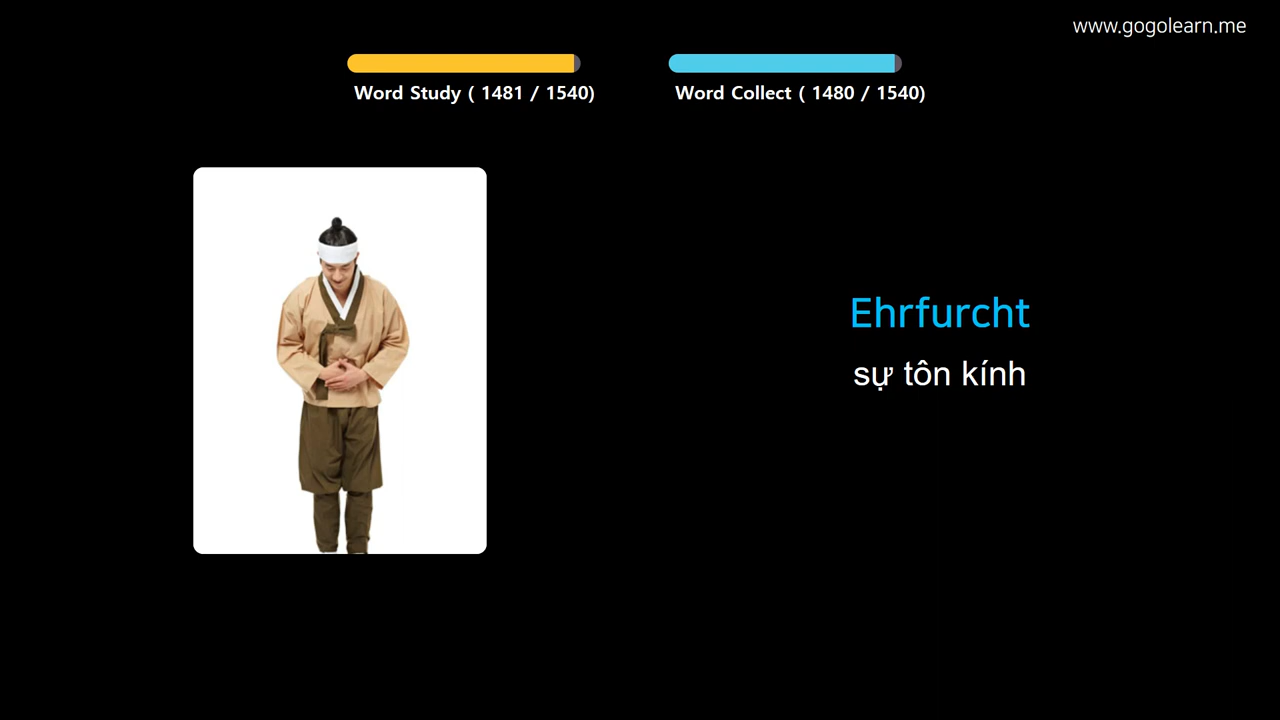 www.gogolearn.me
Word Study ( 1481 / 1540)
Word Collect ( 1480 / 1540)
Ehrfurcht
sự tôn kính